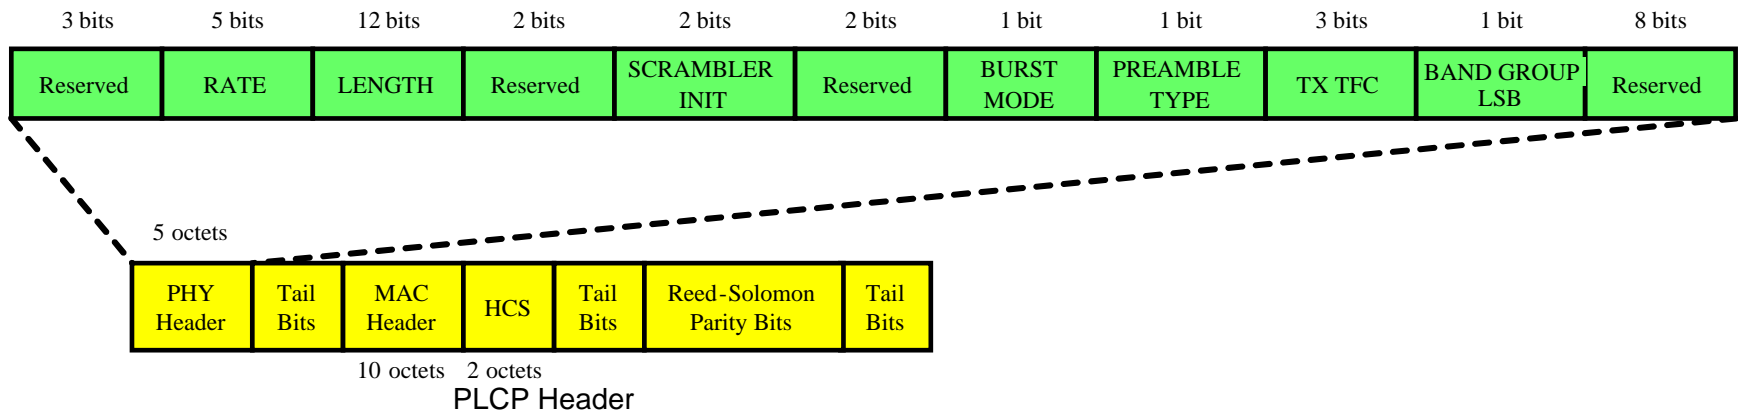 3 bits 5 bits 12 bits 2 bits 2 bits 2 bits 1 bit 1 bit 3 bits 1 bit 8 bits
Reserved
RATE
LENGTH
Reserved
SCRAMBLER
INIT
Reserved
BURST
MODE
PREAMBLE
TYPE
TX TFC
BAND GROUP
LSB
Reserved
5 octets
PHY
Header
Tail
Bits
MAC
Header
HCS
Tail
Bits
Reed-Solomon
Parity Bits
Tail
Bits
10 octets 2 octets
PLCP Header